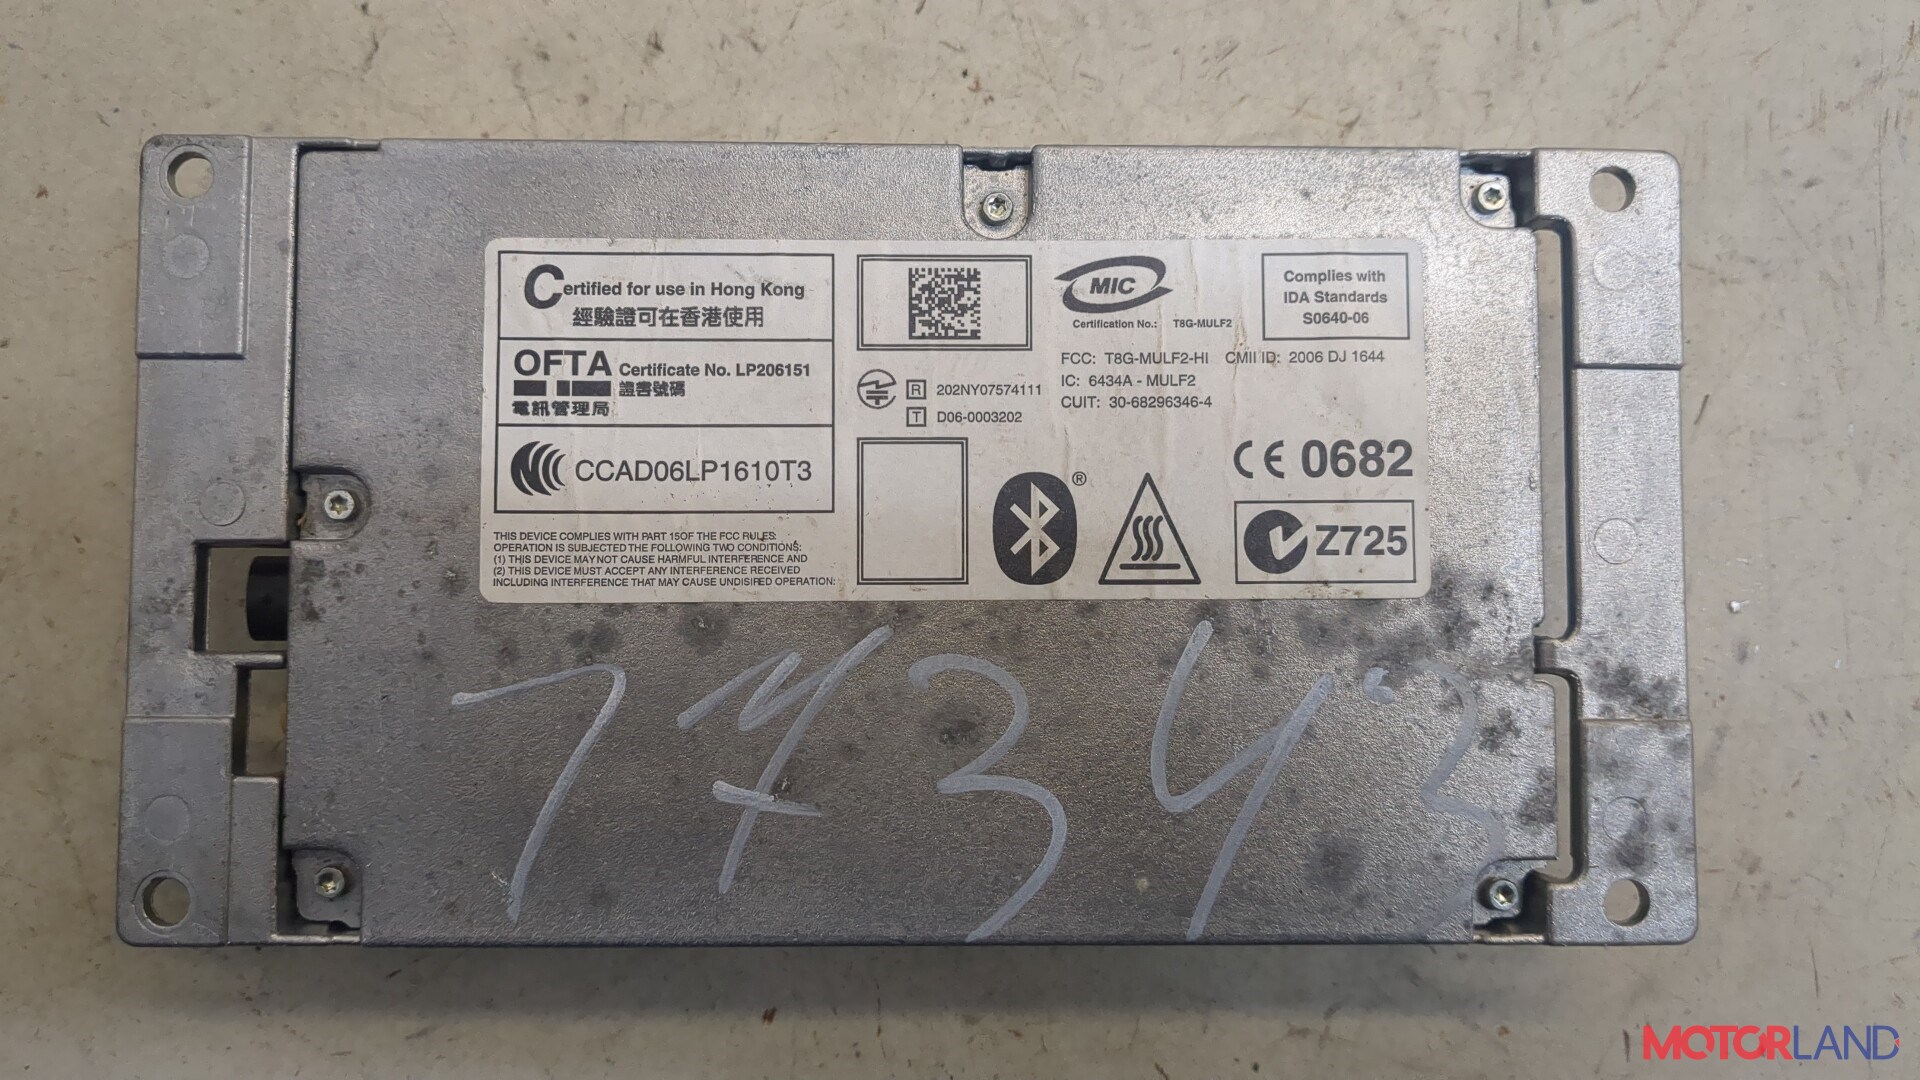 Certified for use in Hong Kong
經驗證可在香港使用
OFTA Certificate No. LP206151
證書號碼
電訊管理局
CCAD06LP1610T3
THIS DEVICE COMPLIES WITH PART 15OF THE FCC RULES:
OPERATION IS SUBJECTED THE FOLLOWING TWO CONDITIONS:
(1) THIS DEVICE MAY NOT CAUSE HARMFUL INTERFERENCE AND
(2) THIS DEVICE MUST ACCEPT ANY INTERFERENCE RECEIVED
INCLUDING INTERFERENCE THAT MAY CAUSE UNDISIRED OPERATION:
R 202NY07574111
T D06-0003202
MIC
Certification No.: T8G-MULF2
Complies with
IDA Standards
S0640-06
FCC: T8G-MULF2-HI CMII ID: 2006 DJ 1644
IC: 6434A - MULF2
CUIT: 30-68296346-4
CE 0682
®
Z725
77343
MOTORLAND